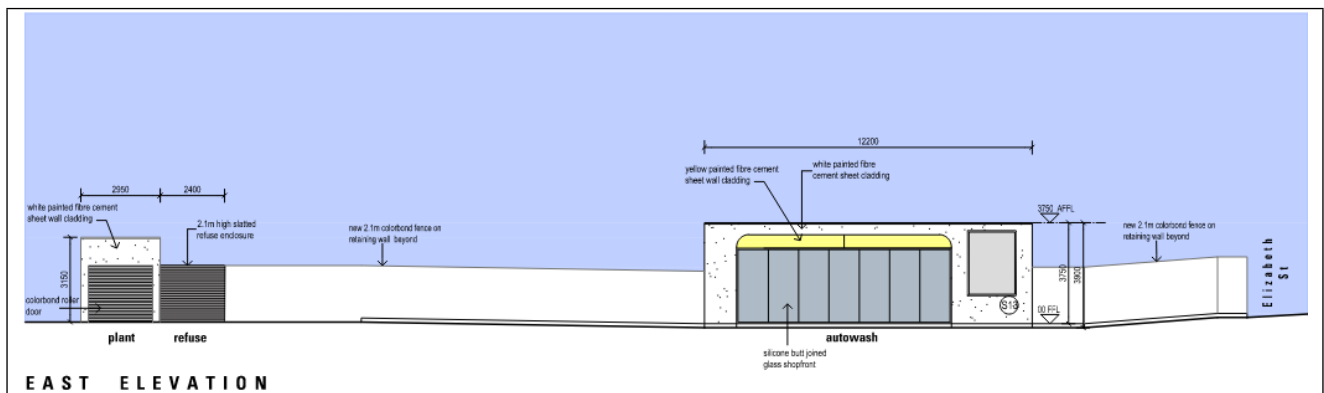 12200
yellow painted fibre cement
sheet wall cladding
white painted fibre
cement sheet cladding
2950
2400
white painted fibre cement
sheet wall cladding
2.1m high slatted
refuse enclosure
new 2.1m colorbond fence on
retaining wall beyond
3750 AFFL
new 2.1m colorbond fence on
retaining wall beyond
Elizabeth
St
3150
3750
3900
colorbond roller
door
S13
00 FFL
plant
refuse
autowash
silicone butt joined
glass shopfront
EAST ELEVATION